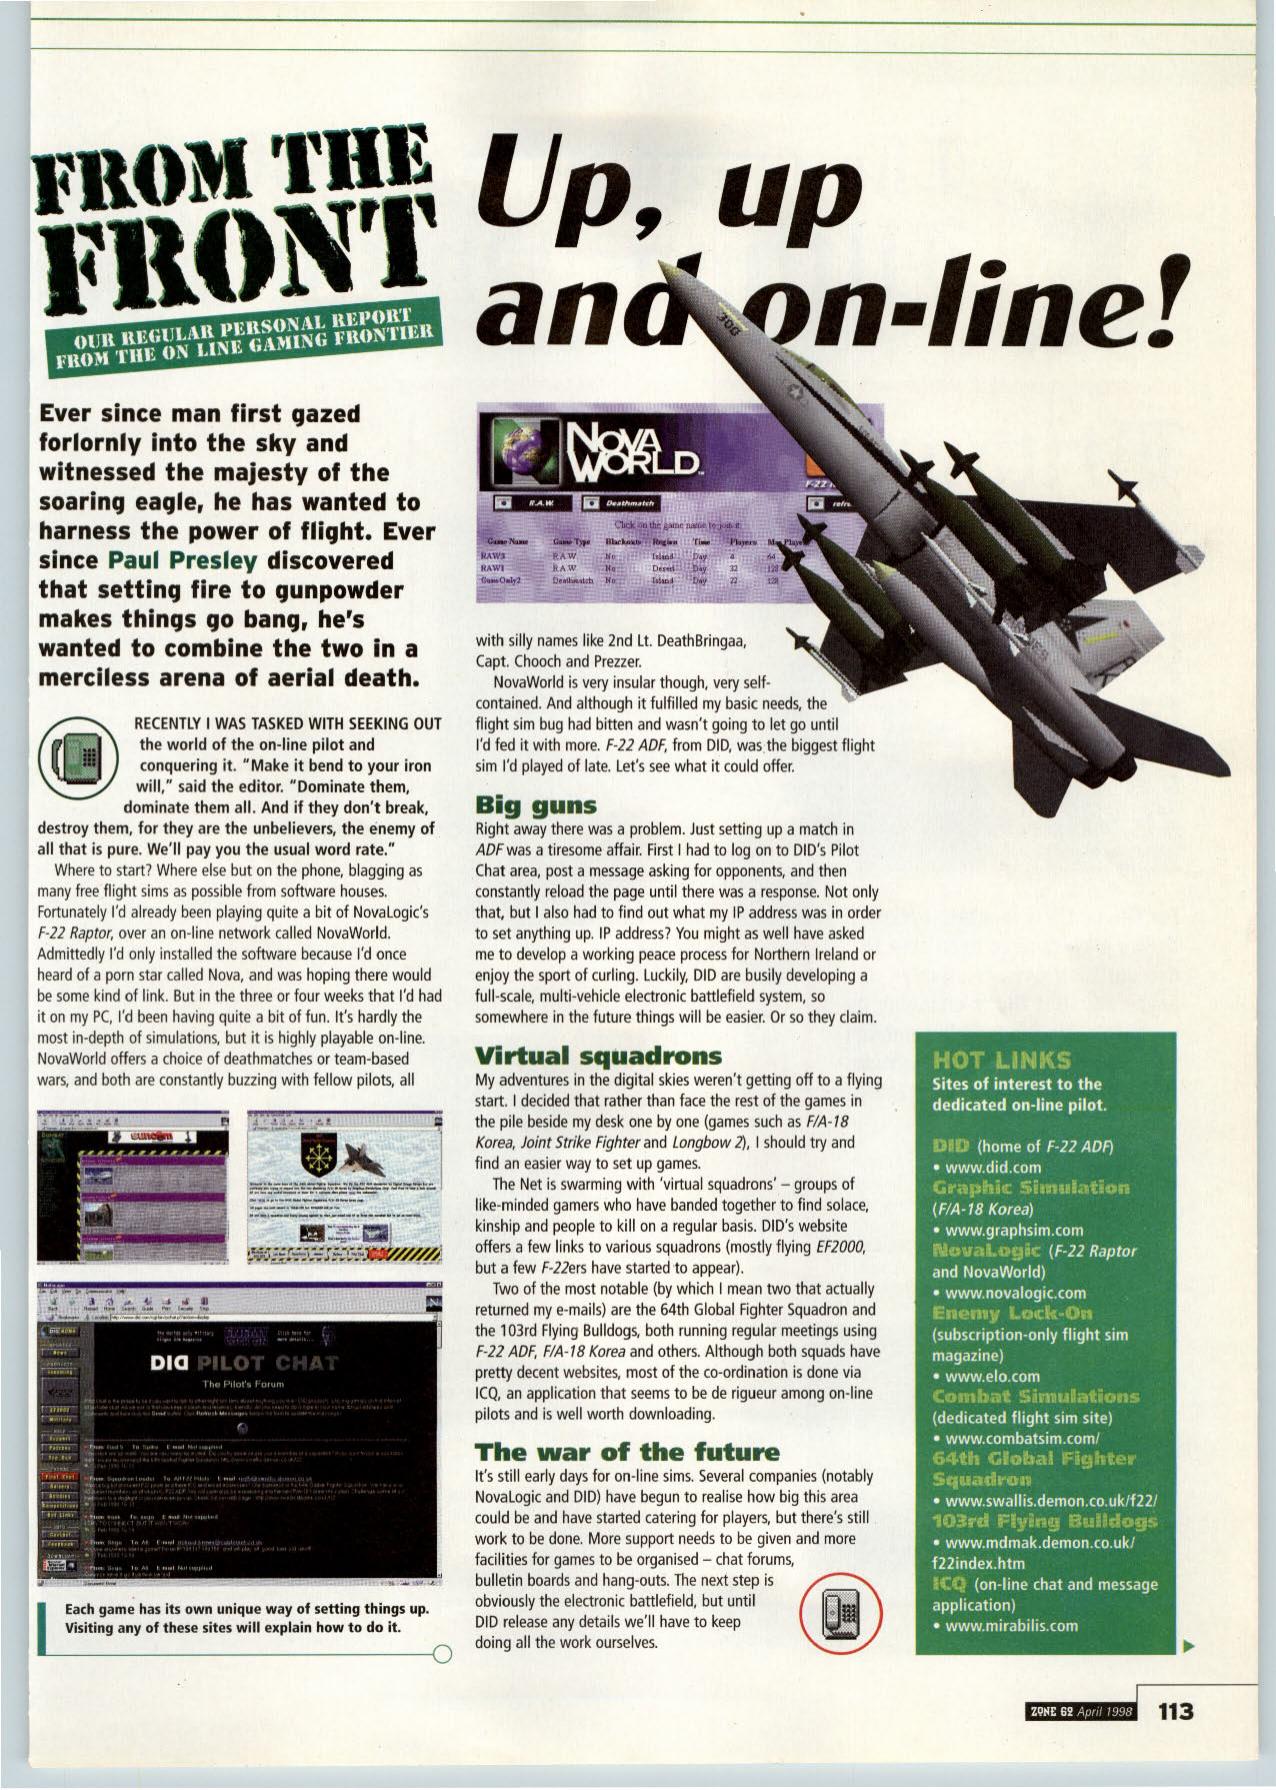 FROM THE
FRONT
OUR REGULAR PERSONAL REPORT
FROM THE ON LINE GAMING FRONTIER
Up, up
and on-line!
Ever since man first gazed
forlornly into the sky and
witnessed the majesty of the
soaring eagle, he has wanted to
harness the power of flight. Ever
since Paul Presley discovered
that setting fire to gunpowder
makes things go bang, he's
wanted to combine the two in a
merciless arena of aerial death.
RECENTLY I WAS TASKED WITH SEEKING OUT
the world of the on-line pilot and
conquering it. "Make it bend to your iron
will," said the editor. "Dominate them,
dominate them all. And if they don't break,
destroy them, for they are the unbelievers, the enemy of
all that is pure. We'll pay you the usual word rate."
Where to start? Where else but on the phone, blagging as
many free flight sims as possible from software houses.
Fortunately I'd already been playing quite a bit of NovaLogic's
F-22 Raptor, over an on-line network called NovaWorld.
Admittedly I'd only installed the software because I'd once
heard of a porn star called Nova, and was hoping there would
be some kind of link. But in the three or four weeks that I'd had
it on my PC, I'd been having quite a bit of fun. It's hardly the
most in-depth of simulations, but it is highly playable on-line.
NovaWorld offers a choice of deathmatches or team-based
wars, and both are constantly buzzing with fellow pilots, all
DID PILOT CHAT
The Pilot's Forum
Each game has its own unique way of setting things up.
Visiting any of these sites will explain how to do it.
NOVA
WORLD
R.A.W. Deathmatch
Click on the game name to join it
Game Name Game Type Blackouts Region Time Players Max Players
RAW3 R.A.W No Island Day 4 64
RAW1 R.A.W No Desert Day 32 128
GunsOnly2 Deathmatch No Island Day 22 128
with silly names like 2nd Lt. DeathBringaa,
Capt. Chooch and Prezzer.
NovaWorld is very insular though, very self-
contained. And although it fulfilled my basic needs, the
flight sim bug had bitten and wasn't going to let go until
I'd fed it with more. F-22 ADF, from DID, was the biggest flight
sim I'd played of late. Let's see what it could offer.
Big guns
Right away there was a problem. Just setting up a match in
ADF was a tiresome affair. First I had to log on to DID's Pilot
Chat area, post a message asking for opponents, and then
constantly reload the page until there was a response. Not only
that, but I also had to find out what my IP address was in order
to set anything up. IP address? You might as well have asked
me to develop a working peace process for Northern Ireland or
enjoy the sport of curling. Luckily, DID are busily developing a
full-scale, multi-vehicle electronic battlefield system, so
somewhere in the future things will be easier. Or so they claim.
Virtual squadrons
My adventures in the digital skies weren't getting off to a flying
start. I decided that rather than face the rest of the games in
the pile beside my desk one by one (games such as F/A-18
Korea, Joint Strike Fighter and Longbow 2), I should try and
find an easier way to set up games.
The Net is swarming with 'virtual squadrons' – groups of
like-minded gamers who have banded together to find solace,
kinship and people to kill on a regular basis. DID's website
offers a few links to various squadrons (mostly flying EF2000,
but a few F-22ers have started to appear).
Two of the most notable (by which I mean two that actually
returned my e-mails) are the 64th Global Fighter Squadron and
the 103rd Flying Bulldogs, both running regular meetings using
F-22 ADF, F/A-18 Korea and others. Although both squads have
pretty decent websites, most of the co-ordination is done via
ICQ, an application that seems to be de rigueur among on-line
pilots and is well worth downloading.
The war of the future
It's still early days for on-line sims. Several companies (notably
NovaLogic and DID) have begun to realise how big this area
could be and have started catering for players, but there's still
work to be done. More support needs to be given and more
facilities for games to be organised – chat forums,
bulletin boards and hang-outs. The next step is
obviously the electronic battlefield, but until
DID release any details we'll have to keep
doing all the work ourselves.
HOT LINKS
Sites of interest to the
dedicated on-line pilot.
DID (home of F-22 ADF)
• www.did.com
Graphic Simulation
(F/A-18 Korea)
• www.graphsim.com
NovaLogic (F-22 Raptor
and NovaWorld)
• www.novalogic.com
Enemy Lock-On
(subscription-only flight sim
magazine)
• www.elo.com
Combat Simulations
(dedicated flight sim site)
• www.combatsim.com/
64th Global Fighter
Squadron
• www.swallis.demon.co.uk/f22/
103rd Flying Bulldogs
• www.mdmak.demon.co.uk/
f22index.htm
ICQ (on-line chat and message
application)
• www.mirabilis.com
ZONE 62 April 1998 113